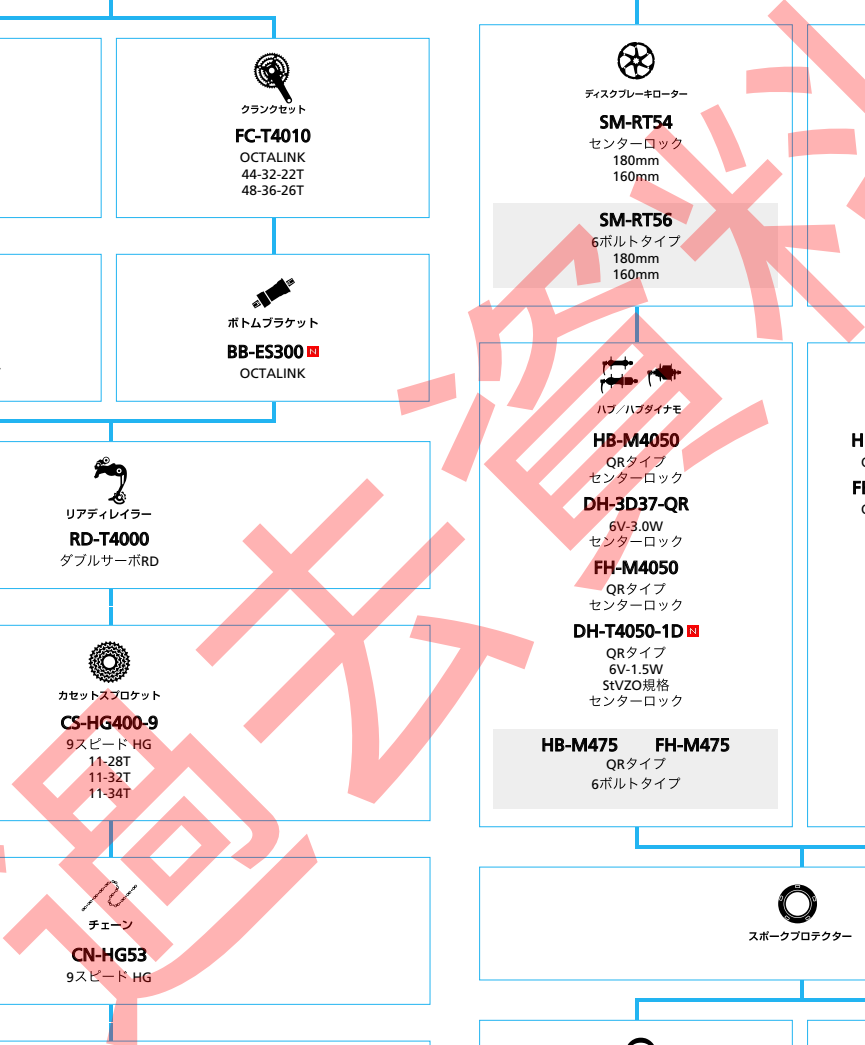 クランクセット
FC-T4010
OCTALINK
44-32-22T
48-36-26T
ボトムブラケット
BB-ES300 N
OCTALINK
リアディレイラー
RD-T4000
ダブルサーボRD
カセットスプロケット
CS-HG400-9
9スピード HG
11-28T
11-32T
11-34T
チェーン
CN-HG53
9スピード HG
ディスクブレーキローター
SM-RT54
センターロック
180mm
160mm
SM-RT56
6ボルトタイプ
180mm
160mm
ハブ/ハブダイナモ
HB-M4050
QRタイプ
センターロック
DH-3D37-QR
6V-3.0W
センターロック
FH-M4050
QRタイプ
センターロック
DH-T4050-1D N
QRタイプ
6V-1.5W
StVZO規格
センターロック
HB-M475 FH-M475
QRタイプ
6ボルトタイプ
スポークプロテクター
過去資料